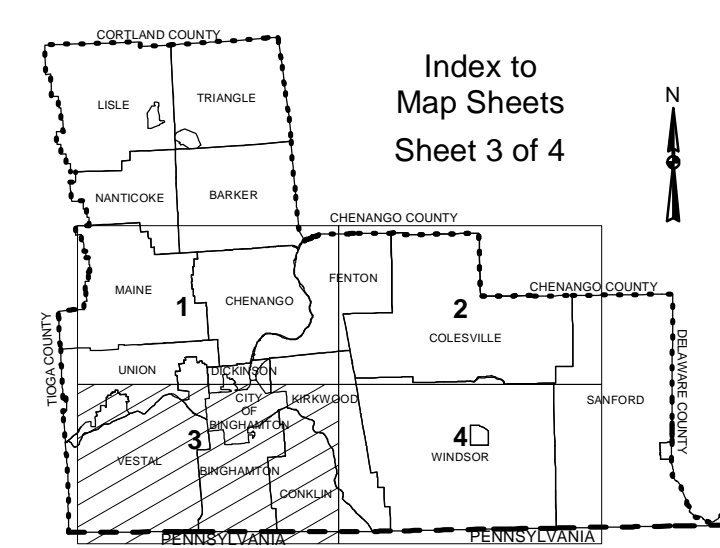 CORTLAND COUNTY
Index to
Map Sheets
Sheet 3 of 4
N
LISLE
TRIANGLE
NANTICOKE
BARKER
CHENANGO COUNTY
MAINE
1
CHENANGO
FENTON
2
CHENANGO COUNTY
COLESVILLE
TIOGA COUNTY
DELAWARE COUNTY
UNION
DICKINSON
CITY
OF
BINGHAMTON
KIRKWOOD
SANFORD
3
VESTAL
BINGHAMTON
CONKLIN
4
WINDSOR
PENNSYLVANIA
PENNSYLVANIA